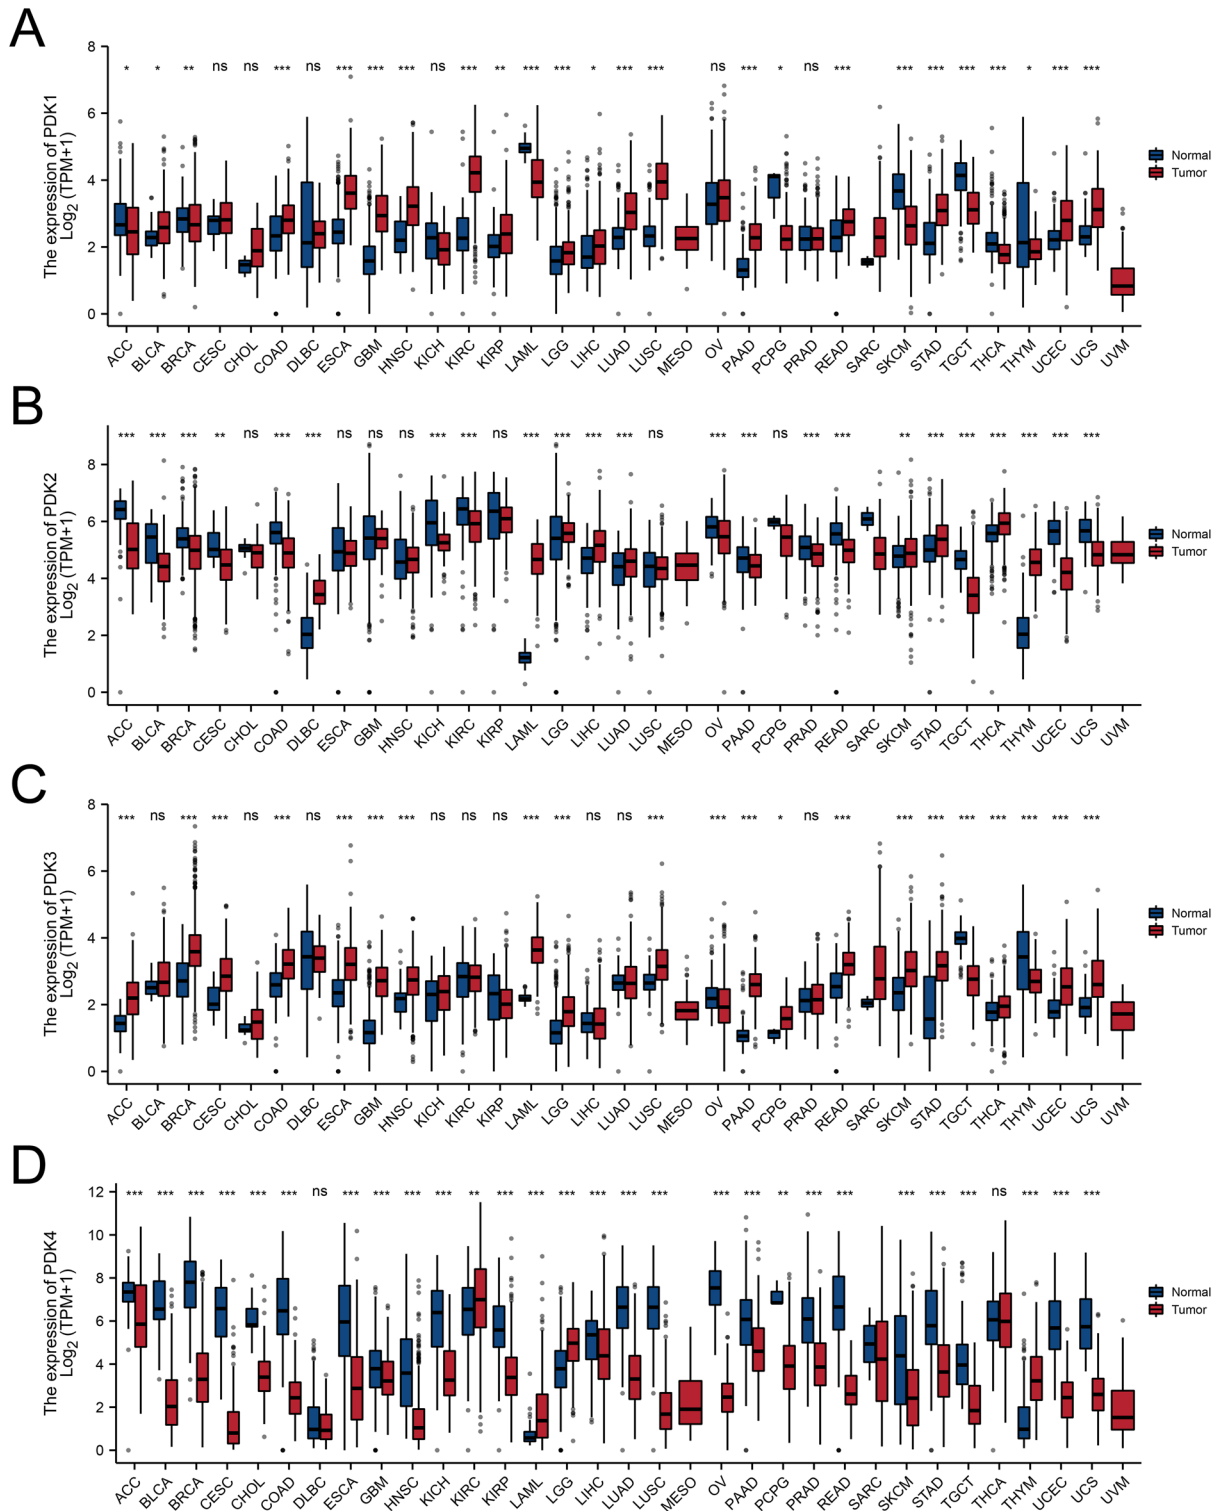 A
The expression of PDK1
Log₂ (TPM+1)
8
6
4
2
0
* * ** ns ns *** ns *** *** *** ns *** ** *** *** * *** *** ns *** * ns *** *** *** *** *** * *** ***
Normal
Tumor
ACC BLCA BRCA CESC CHOL COAD DLBC ESCA GBM HNSC KICH KIRC KIRP LAML LGG LIHC LUAD LUSC MESO OV PAAD PCPG PRAD READ SARC SKCM STAD TGCT THCA THYM UCEC UCS UVM
B
The expression of PDK2
Log₂ (TPM+1)
8
6
4
2
0
*** *** *** ** ns *** *** ns ns ns *** *** ns *** *** *** *** ns *** *** ns *** *** ** *** *** *** *** *** ***
Normal
Tumor
ACC BLCA BRCA CESC CHOL COAD DLBC ESCA GBM HNSC KICH KIRC KIRP LAML LGG LIHC LUAD LUSC MESO OV PAAD PCPG PRAD READ SARC SKCM STAD TGCT THCA THYM UCEC UCS UVM
C
The expression of PDK3
Log₂ (TPM+1)
8
6
4
2
0
*** ns *** *** ns *** ns *** *** *** ns ns ns *** *** ns ns *** *** *** * ns *** *** *** *** *** *** *** ***
Normal
Tumor
ACC BLCA BRCA CESC CHOL COAD DLBC ESCA GBM HNSC KICH KIRC KIRP LAML LGG LIHC LUAD LUSC MESO OV PAAD PCPG PRAD READ SARC SKCM STAD TGCT THCA THYM UCEC UCS UVM
D
The expression of PDK4
Log₂ (TPM+1)
12
10
8
6
4
2
0
*** *** *** *** *** *** ns *** *** *** *** ** *** *** *** *** *** *** *** *** ** *** *** *** *** *** ns *** *** ***
Normal
Tumor
ACC BLCA BRCA CESC CHOL COAD DLBC ESCA GBM HNSC KICH KIRC KIRP LAML LGG LIHC LUAD LUSC MESO OV PAAD PCPG PRAD READ SARC SKCM STAD TGCT THCA THYM UCEC UCS UVM